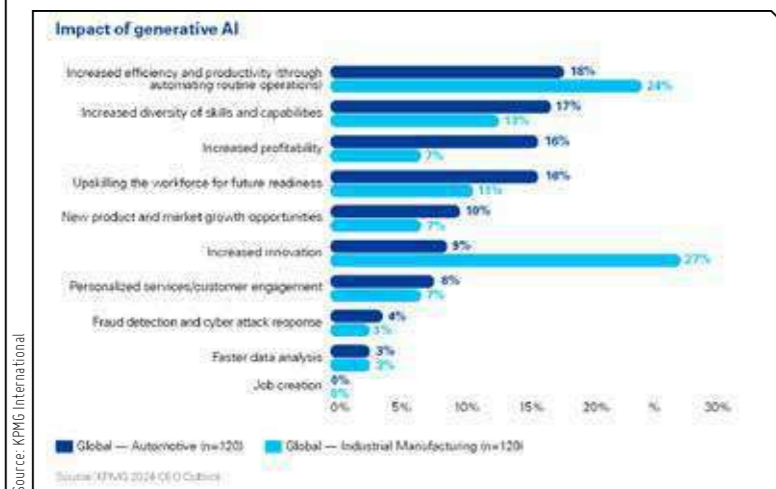 Impact of generative AI
Increased efficiency and productivity (through
automating routine operations)
18%
24%
Increased diversity of skills and capabilities
17%
13%
Increased profitability
16%
7%
Upskilling the workforce for future readiness
16%
11%
New product and market growth opportunities
10%
7%
Increased innovation
9%
27%
Personalized services/customer engagement
8%
7%
Fraud detection and cyber attack response
4%
3%
Faster data analysis
3%
3%
Job creation
0%
0%
0% 5% 10% 15% 20% % 30%
Global — Automotive (n=120) Global — Industrial Manufacturing (n=120)
Source: KPMG 2024 CEO Outlook
Source: KPMG International